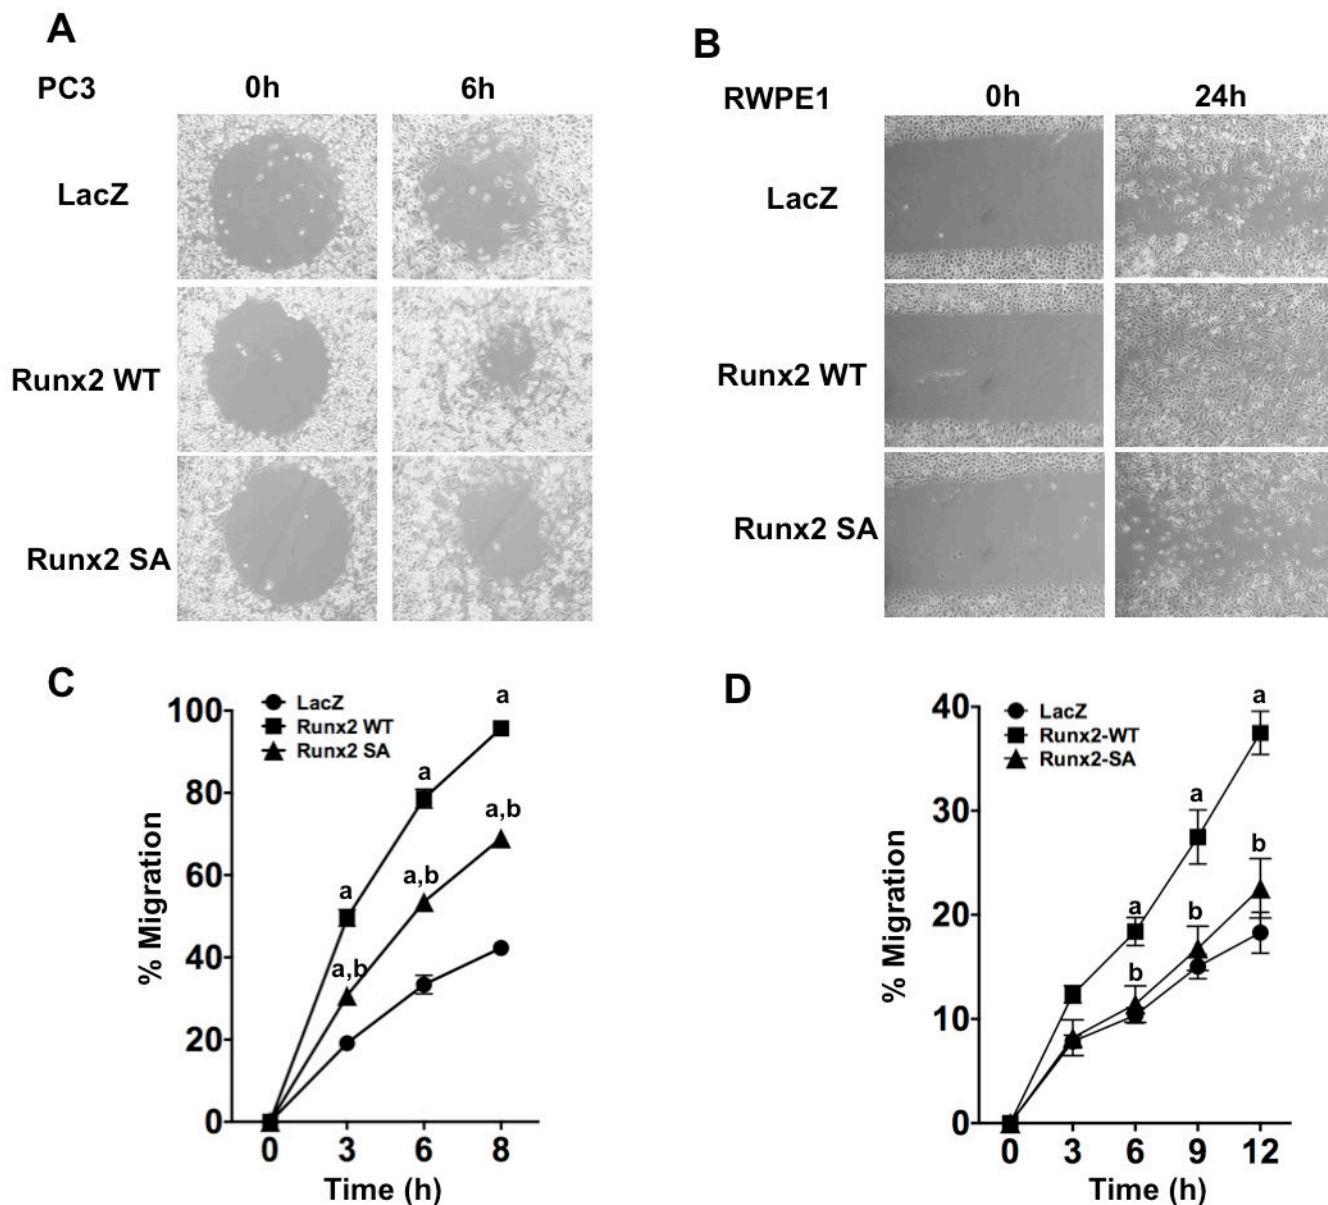 A
PC3
0h
6h
LacZ
Runx2 WT
Runx2 SA
B
RWPE1
0h
24h
LacZ
Runx2 WT
Runx2 SA
C
LacZ
Runx2 WT
Runx2 SA
100
80
60
40
20
0
% Migration
a
a
a
a,b
a,b
a,b
0 3 6 8
Time (h)
D
LacZ
Runx2-WT
Runx2-SA
40
30
20
10
0
% Migration
a
a
a
b
b
b
0 3 6 9 12
Time (h)